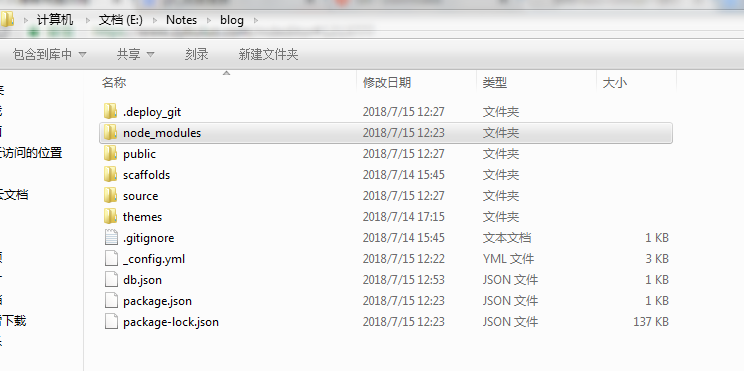 计算机 文档 (E:) Notes blog
包含到库中 共享 刻录 新建文件夹
名称 修改日期 类型 大小
.deploy_git 2018/7/15 12:27 文件夹
node_modules 2018/7/15 12:23 文件夹
public 2018/7/15 12:27 文件夹
访问的位置
scaffolds 2018/7/14 15:45 文件夹
云文档
source 2018/7/15 12:27 文件夹
themes 2018/7/14 17:15 文件夹
.gitignore 2018/7/14 15:45 文本文档 1 KB
_config.yml 2018/7/15 12:22 YML 文件 3 KB
db.json 2018/7/15 12:53 JSON 文件 1 KB
package.json 2018/7/15 12:23 JSON 文件 1 KB
下载
package-lock.json 2018/7/15 12:23 JSON 文件 137 KB